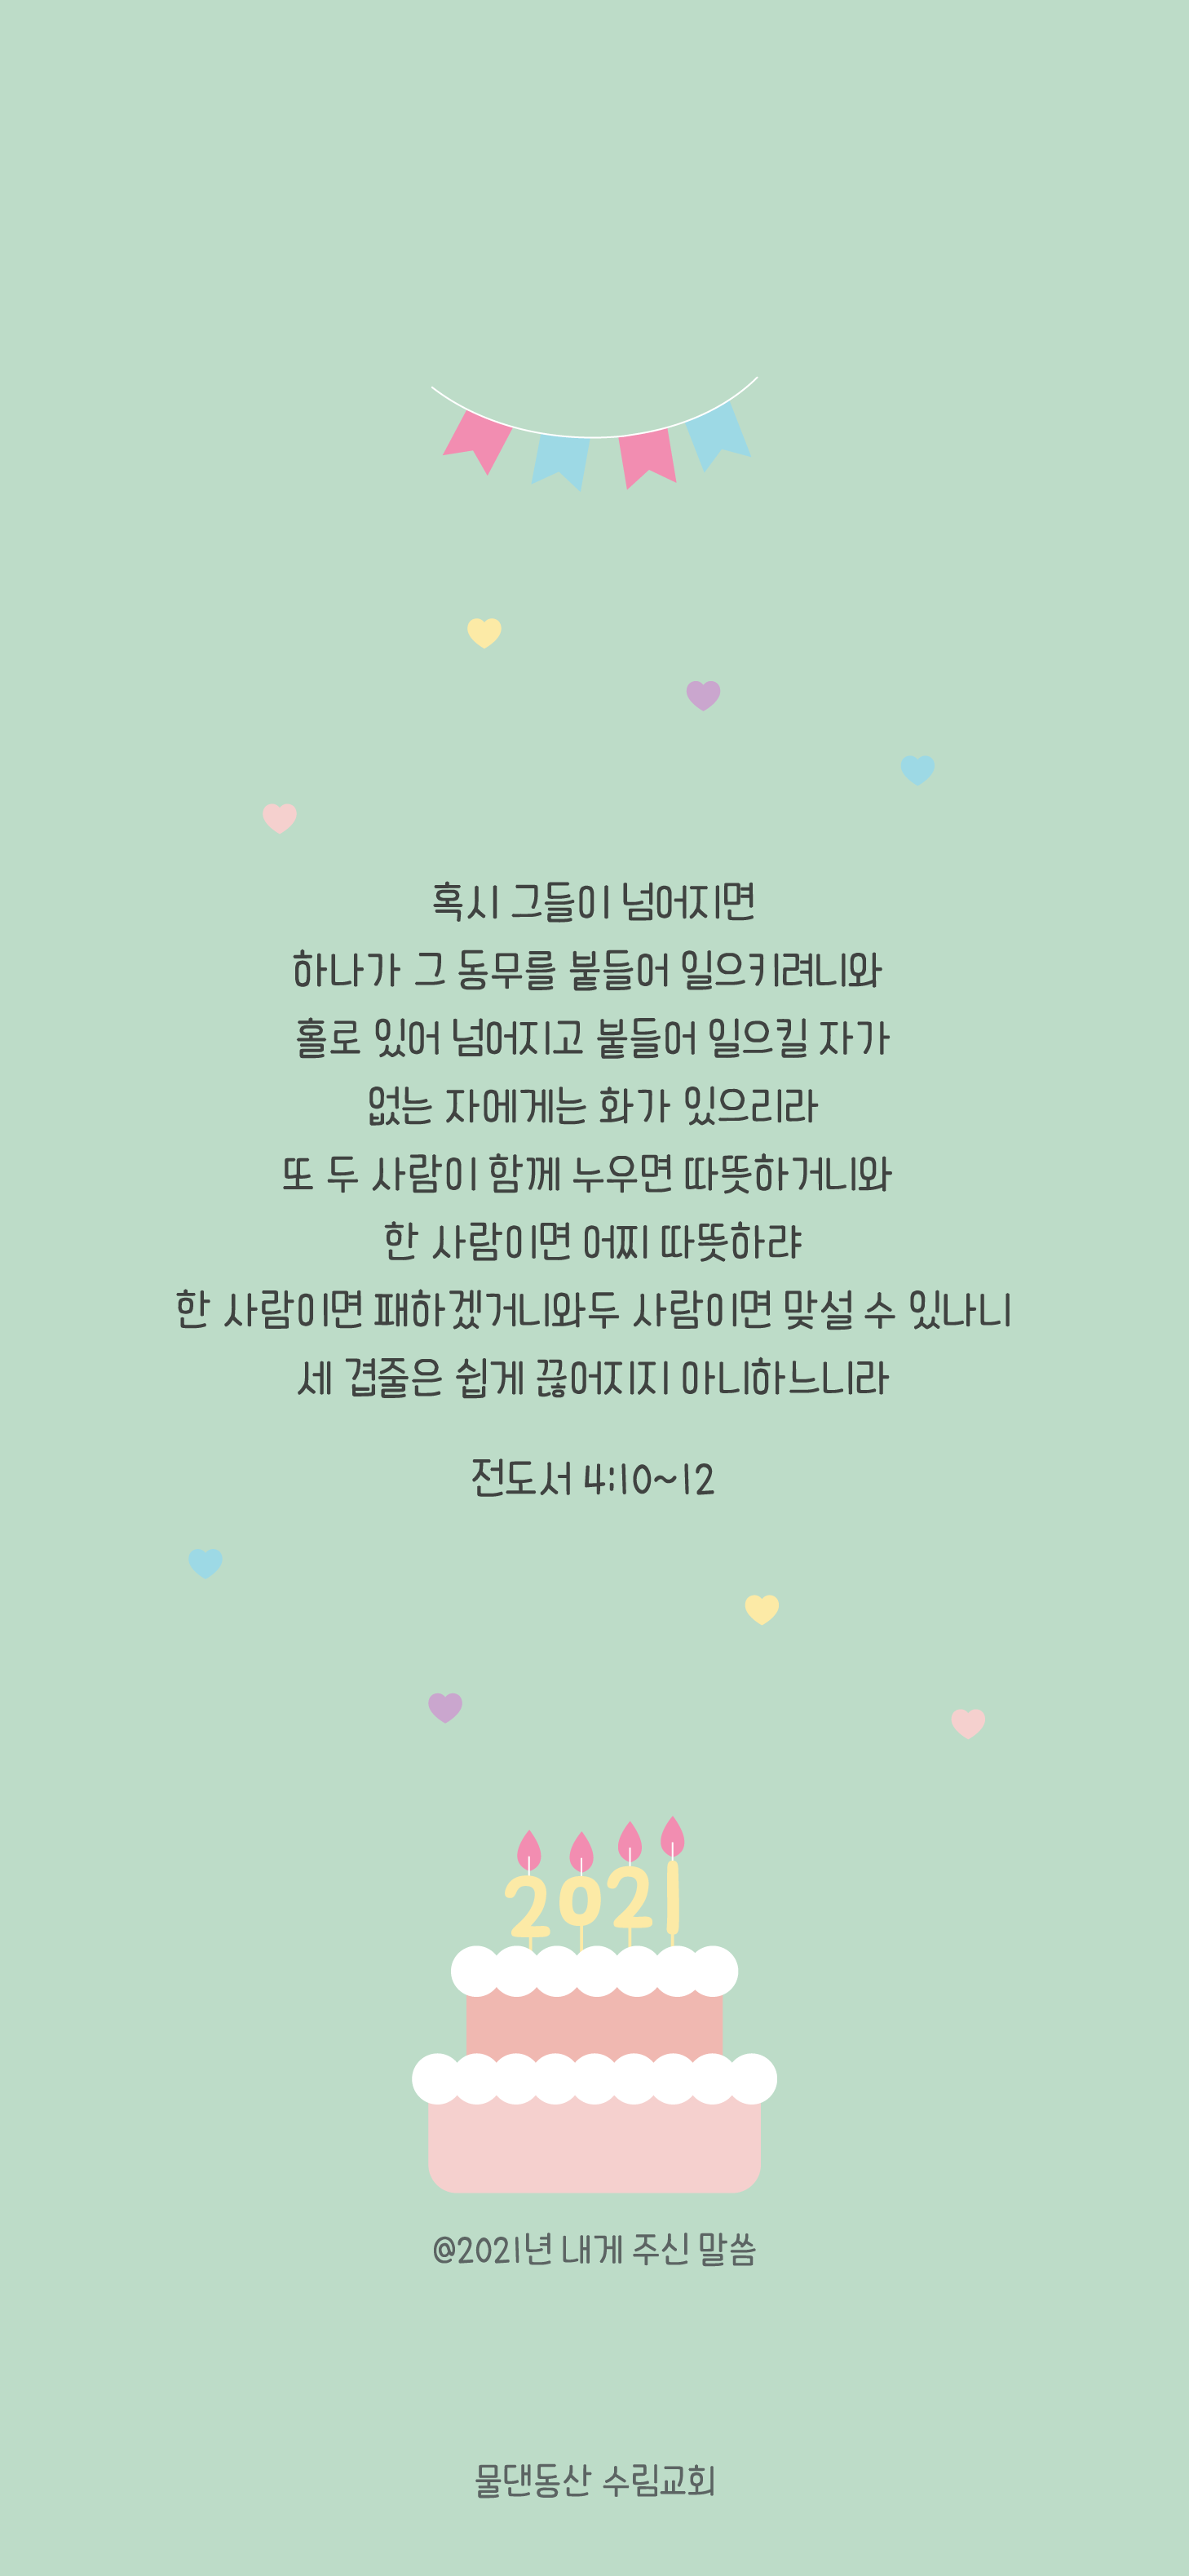 혹시 그들이 넘어지면
하나가 그 동무를 붙들어 일으키려니와
홀로 있어 넘어지고 붙들어 일으킬 자가
없는 자에게는 화가 있으리라
또 두 사람이 함께 누우면 따뜻하거니와
한 사람이면 어찌 따뜻하랴
한 사람이면 패하겠거니와두 사람이면 맞설 수 있나니
세 겹줄은 쉽게 끊어지지 아니하느니라
전도서 4:10~12
2021
@2021년 내게 주신 말씀
물댄동산 수림교회